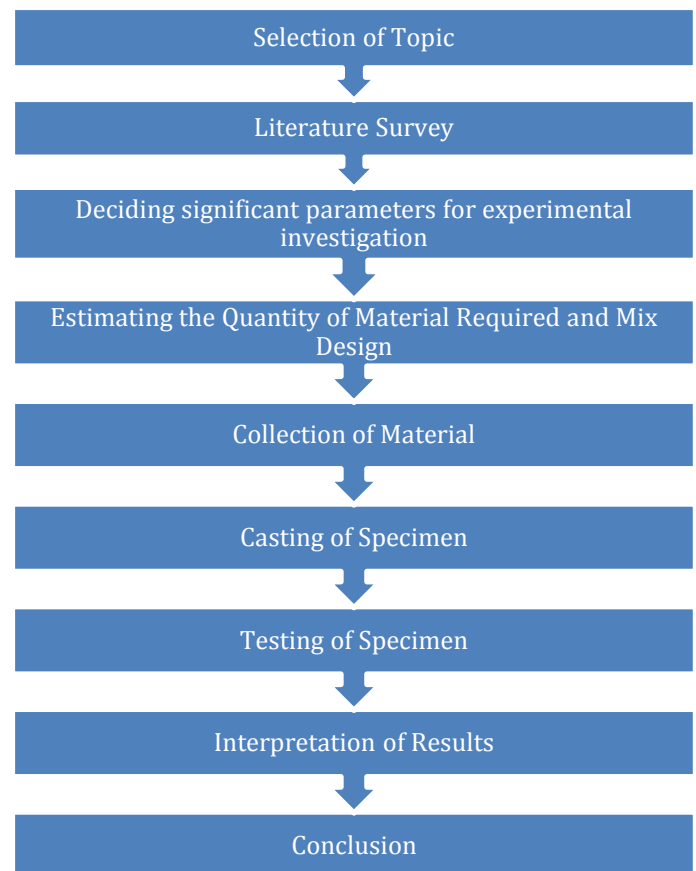 Selection of Topic
Literature Survey
Deciding significant parameters for experimental
investigation
Estimating the Quantity of Material Required and Mix
Design
Collection of Material
Casting of Specimen
Testing of Specimen
Interpretation of Results
Conclusion